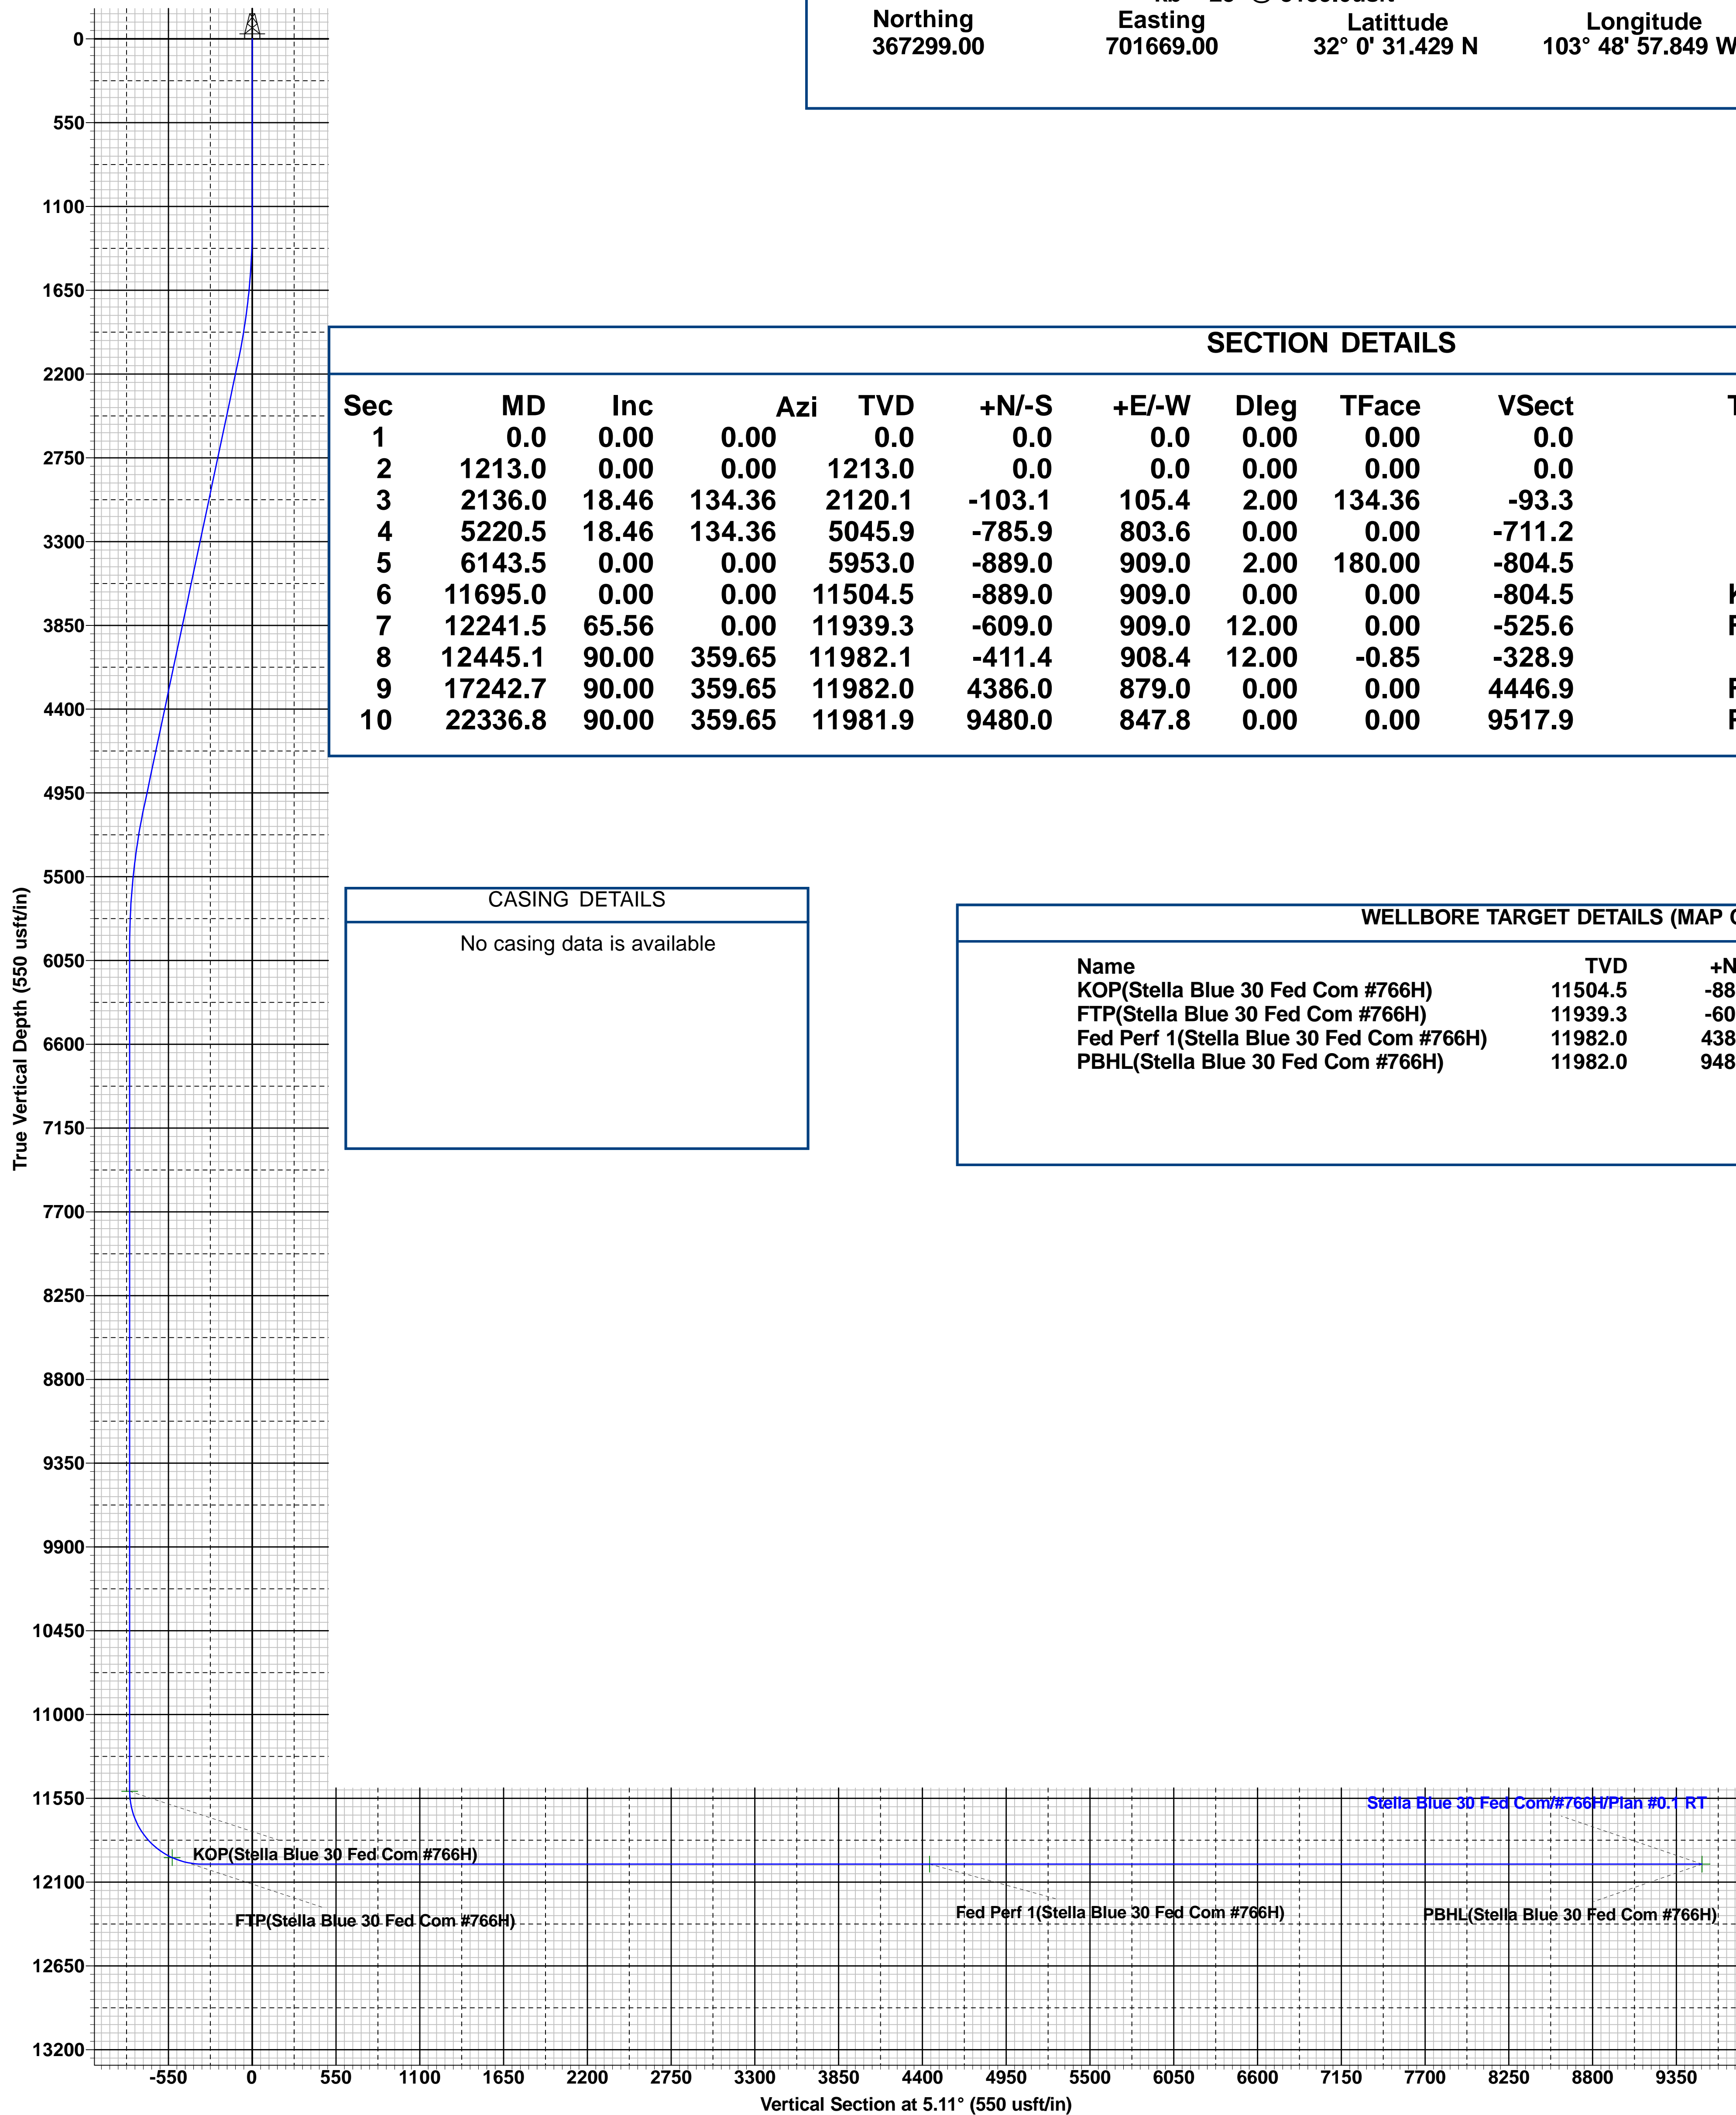 Northing Easting Latittude Longitude
367299.00 701669.00 32° 0' 31.429 N 103° 48' 57.849 W
SECTION DETAILS
Sec MD Inc Azi TVD +N/-S +E/-W Dleg TFace VSect
1 0.0 0.00 0.00 0.0 0.0 0.0 0.00 0.00 0.0
2 1213.0 0.00 0.00 1213.0 0.0 0.0 0.00 0.00 0.0
3 2136.0 18.46 134.36 2120.1 -103.1 105.4 2.00 134.36 -93.3
4 5220.5 18.46 134.36 5045.9 -785.9 803.6 0.00 0.00 -711.2
5 6143.5 0.00 0.00 5953.0 -889.0 909.0 2.00 180.00 -804.5
6 11695.0 0.00 0.00 11504.5 -889.0 909.0 0.00 0.00 -804.5
7 12241.5 65.56 0.00 11939.3 -609.0 909.0 12.00 0.00 -525.6
8 12445.1 90.00 359.65 11982.1 -411.4 908.4 12.00 -0.85 -328.9
9 17242.7 90.00 359.65 11982.0 4386.0 879.0 0.00 0.00 4446.9
10 22336.8 90.00 359.65 11981.9 9480.0 847.8 0.00 0.00 9517.9
CASING DETAILS
No casing data is available
WELLBORE TARGET DETAILS (MAP
Name TVD +N
KOP(Stella Blue 30 Fed Com #766H) 11504.5 -88
FTP(Stella Blue 30 Fed Com #766H) 11939.3 -60
Fed Perf 1(Stella Blue 30 Fed Com #766H) 11982.0 438
PBHL(Stella Blue 30 Fed Com #766H) 11982.0 948
True Vertical Depth (550 usft/in)
0
550
1100
1650
2200
2750
3300
3850
4400
4950
5500
6050
6600
7150
7700
8250
8800
9350
9900
10450
11000
11550
12100
12650
13200
Stella Blue 30 Fed Com/#766H/Plan #0.1 RT
KOP(Stella Blue 30 Fed Com #766H)
FTP(Stella Blue 30 Fed Com #766H)
Fed Perf 1(Stella Blue 30 Fed Com #766H)
PBHL(Stella Blue 30 Fed Com #766H)
-550 0 550 1100 1650 2200 2750 3300 3850 4400 4950 5500 6050 6600 7150 7700 8250 8800 9350
Vertical Section at 5.11° (550 usft/in)